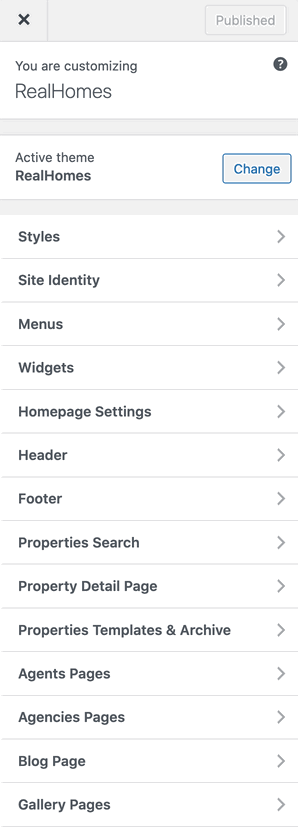 Published
You are customizing
RealHomes
Active theme
RealHomes
Change
Styles
Site Identity
Menus
Widgets
Homepage Settings
Header
Footer
Properties Search
Property Detail Page
Properties Templates & Archive
Agents Pages
Agencies Pages
Blog Page
Gallery Pages